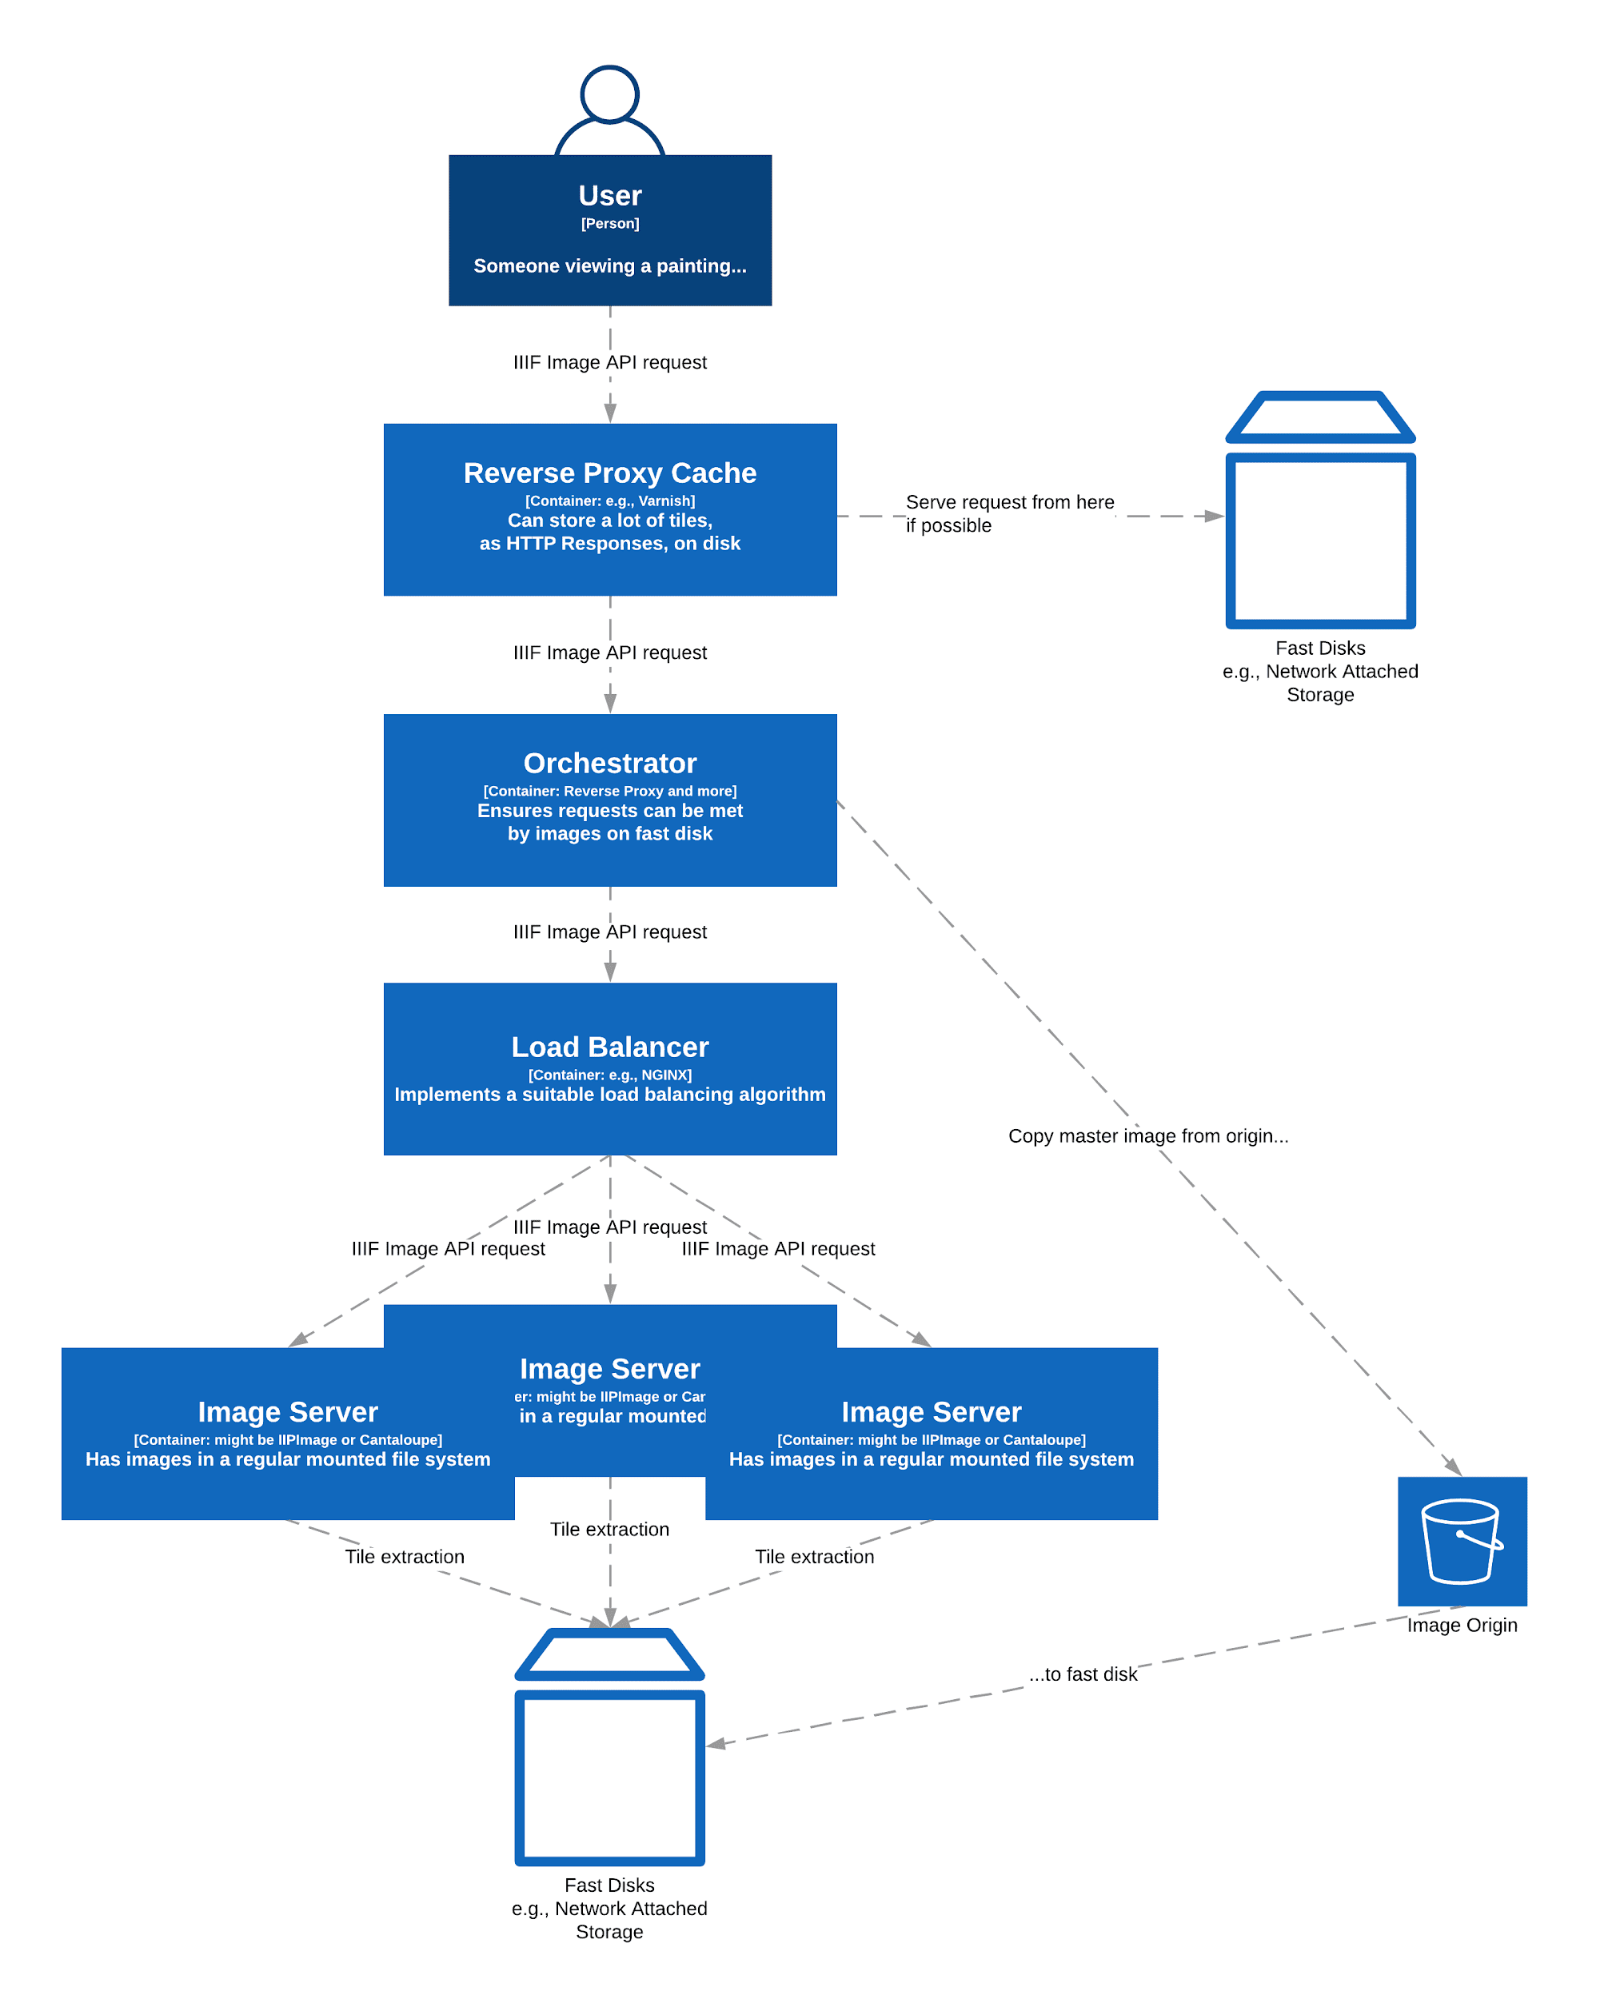 User
[Person]
Someone viewing a painting...
IIIF Image API request
Reverse Proxy Cache
[Container: e.g., Varnish]
Can store a lot of tiles,
as HTTP Responses, on disk
Serve request from here
if possible
Fast Disks
e.g., Network Attached
Storage
IIIF Image API request
Orchestrator
[Container: Reverse Proxy and more]
Ensures requests can be met
by images on fast disk
IIIF Image API request
Load Balancer
[Container: e.g., NGINX]
Implements a suitable load balancing algorithm
Copy master image from origin...
IIIF Image API request
IIIF Image API request
IIIF Image API request
Image Server
might be IIPImage or
in a regular mounted
Image Server
[Container: might be IIPImage or Cantaloupe]
Has images in a regular mounted file system
Image Server
[Container: might be IIPImage or Cantaloupe]
Has images in a regular mounted file system
Tile extraction
Tile extraction
Tile extraction
Image Origin
...to fast disk
Fast Disks
e.g., Network Attached
Storage